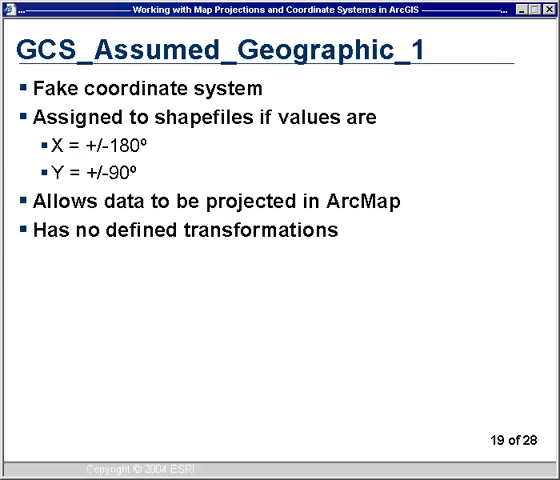 Working with Map Projections and Coordinate Systems in ArcGIS
GCS_Assumed_Geographic_1
Fake coordinate system
Assigned to shapefiles if values are
X = +/-180º
Y = +/-90º
Allows data to be projected in ArcMap
Has no defined transformations
19 of 28
Copyright © 2004 ESRI